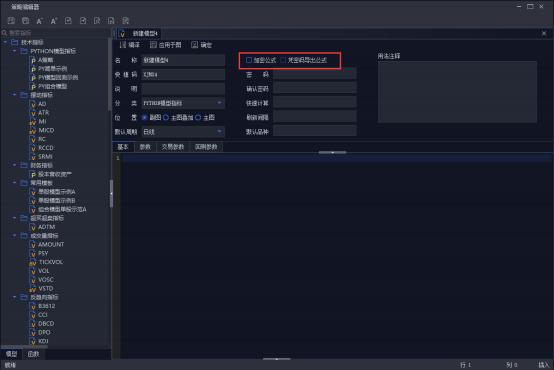 策略编辑器
搜索指标
技术指标
PYTHON模型指标
A策略
PY简单示例
PY模型回测示例
PY组合模型
摆动指标
AD
ATR
MI
MICD
RC
RCCD
SRMI
财务指标
股本营收资产
常用模板
单股模型示例A
单股模型示例B
组合模型单股示范A
超买超卖指标
ADTM
成交量指标
AMOUNT
PSY
TICKVOL
VOL
VOSC
VSTD
反趋向指标
B3612
CCI
DBCD
DPO
KDJ
模型 函数
就绪
新建模型4
编译 应用于图 确定
名 称 新建模型4
快捷码 XJMX4
说 明
分 类 PYTHON模型指标
位 置 副图 主图叠加 主图
默认周期 日线
加密公式 凭密码导出公式
密 码
确认密码
快速计算
刷新间隔
默认品种
用法注释
基本 参数 交易参数 回测参数
1
行 1 列 1 插入